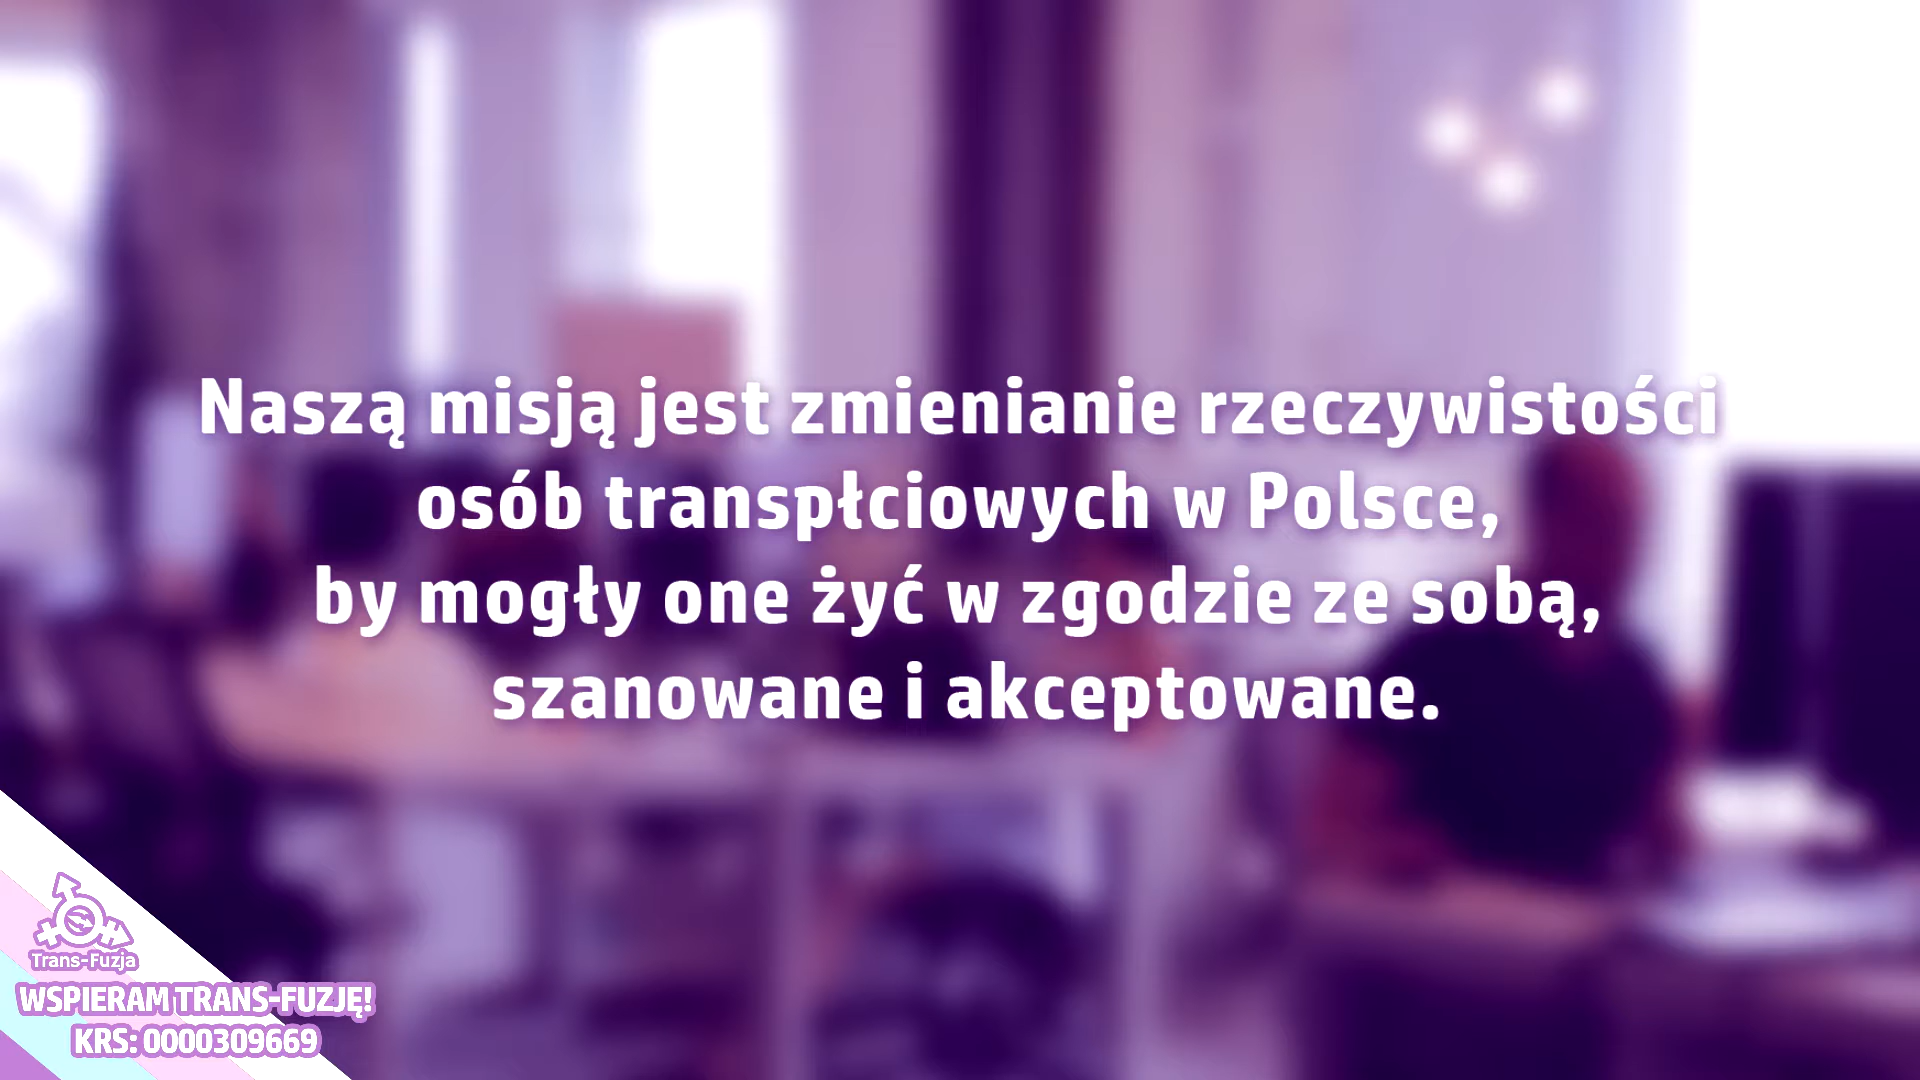 Naszą misją jest zmienianie rzeczywistości
osób transpłciowych w Polsce,
by mogły one żyć w zgodzie ze sobą,
szanowane i akceptowane.
Trans-Fuzja
WSPIERAM TRANS-FUZJĘ!
KRS: 0000309669